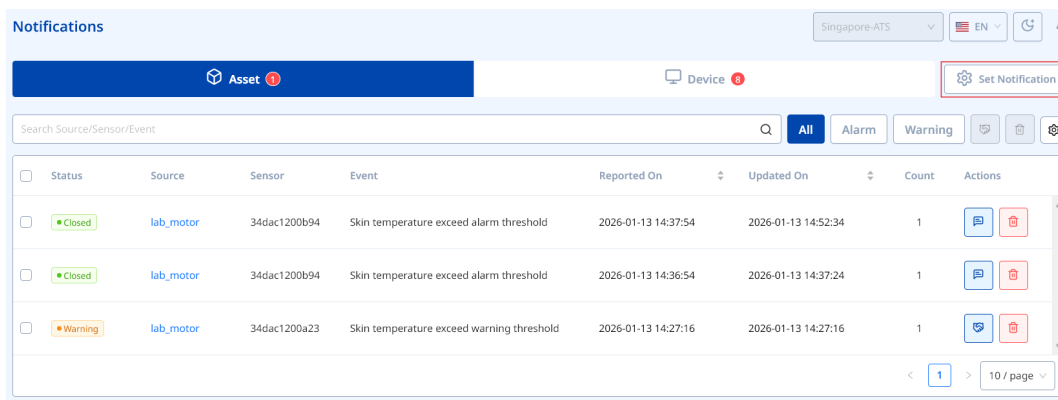 Notifications
Singapore-ATS
EN
Asset 1
Device 8
Set Notification
Search Source/Sensor/Event
All
Alarm
Warning
Status Source Sensor Event Reported On Updated On Count Actions
Closed lab_motor 34dac1200b94 Skin temperature exceed alarm threshold 2026-01-13 14:37:54 2026-01-13 14:52:34 1
Closed lab_motor 34dac1200b94 Skin temperature exceed alarm threshold 2026-01-13 14:36:54 2026-01-13 14:37:24 1
Warning lab_motor 34dac1200a23 Skin temperature exceed warning threshold 2026-01-13 14:27:16 2026-01-13 14:27:16 1
< 1 > 10 / page